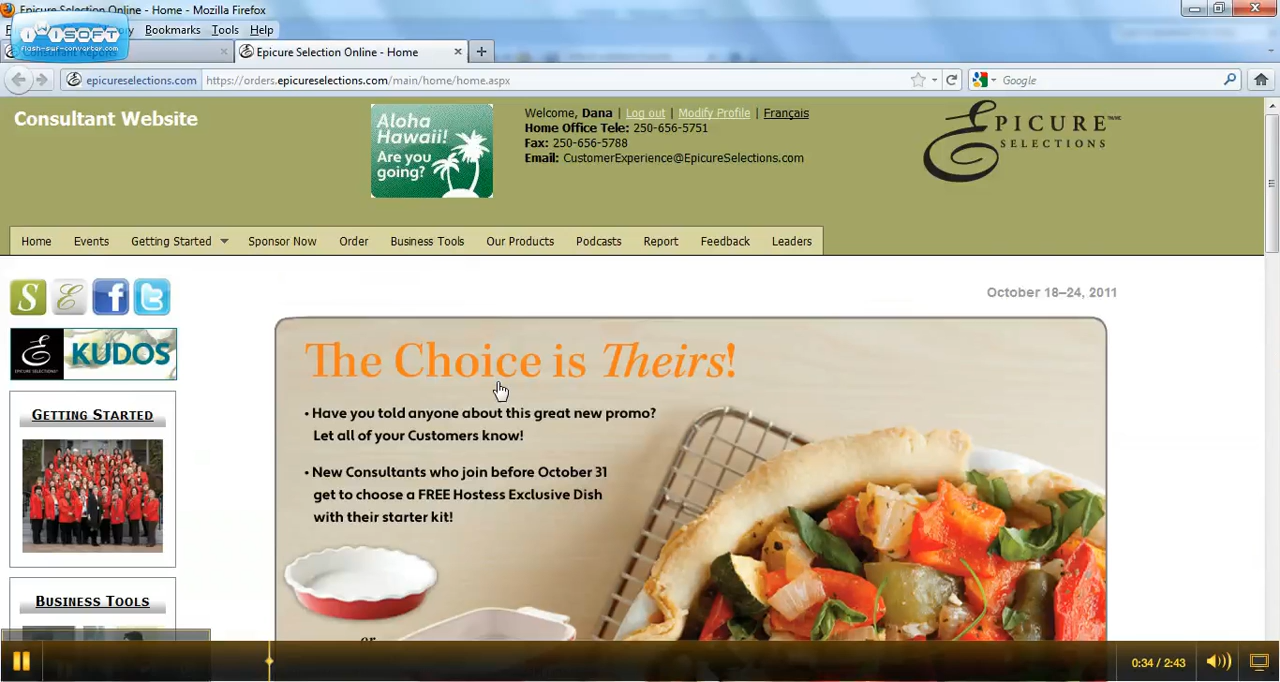 Epicure Selection Online - Home - Mozilla Firefox
Bookmarks Tools Help
iWiSOFT
flash-swf-converter.com
Epicure Selection Online - Home
epicureselections.com https://orders.epicureselections.com/main/home/home.aspx Google
Consultant Website
Aloha
Hawaii!
Are you
going?
Welcome, Dana | Log out | Modify Profile | Français
Home Office Tele: 250-656-5751
Fax: 250-656-5788
Email: CustomerExperience@EpicureSelections.com
EPICURE
SELECTIONS
Home Events Getting Started Sponsor Now Order Business Tools Our Products Podcasts Report Feedback Leaders
October 18–24, 2011
S E f t
KUDOS
GETTING STARTED
BUSINESS TOOLS
The Choice is Theirs!
• Have you told anyone about this great new promo?
Let all of your Customers know!
• New Consultants who join before October 31
get to choose a FREE Hostess Exclusive Dish
with their starter kit!
or
0:34 / 2:43